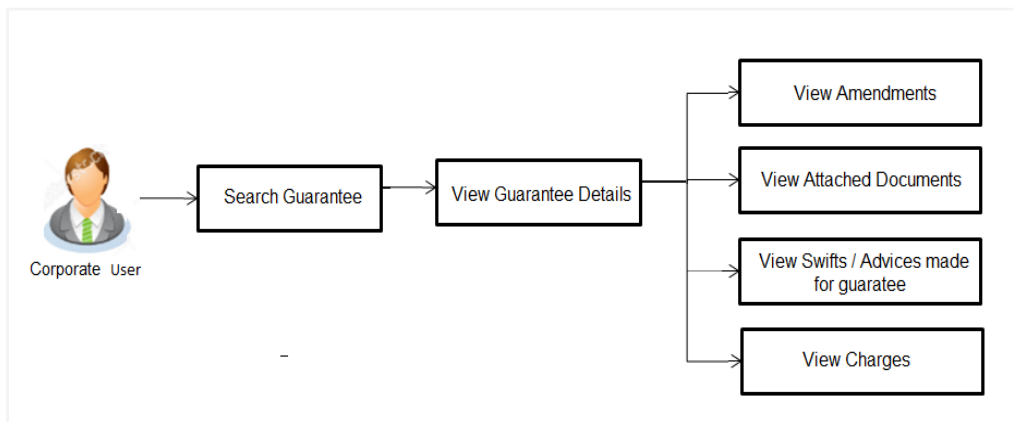 View Amendments
Search Guarantee
View Guarantee Details
View Attached Documents
Corporate User
View Swifts / Advices made
for guaratee
View Charges